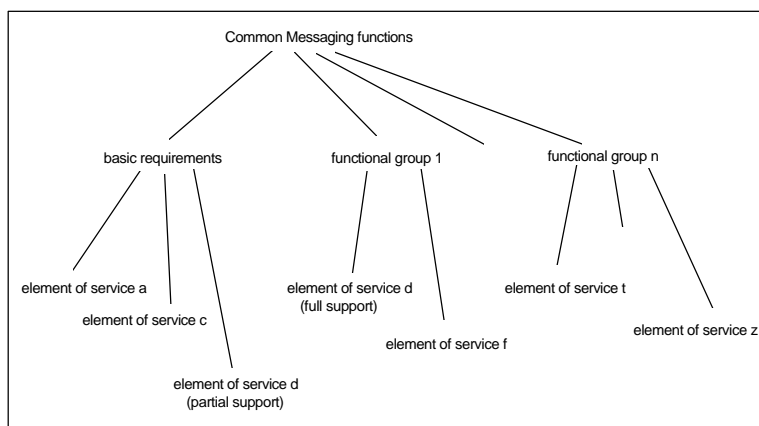 Common Messaging functions
basic requirements
functional group 1
functional group n
element of service a
element of service c
element of service d
(partial support)
element of service d
(full support)
element of service f
element of service t
element of service z